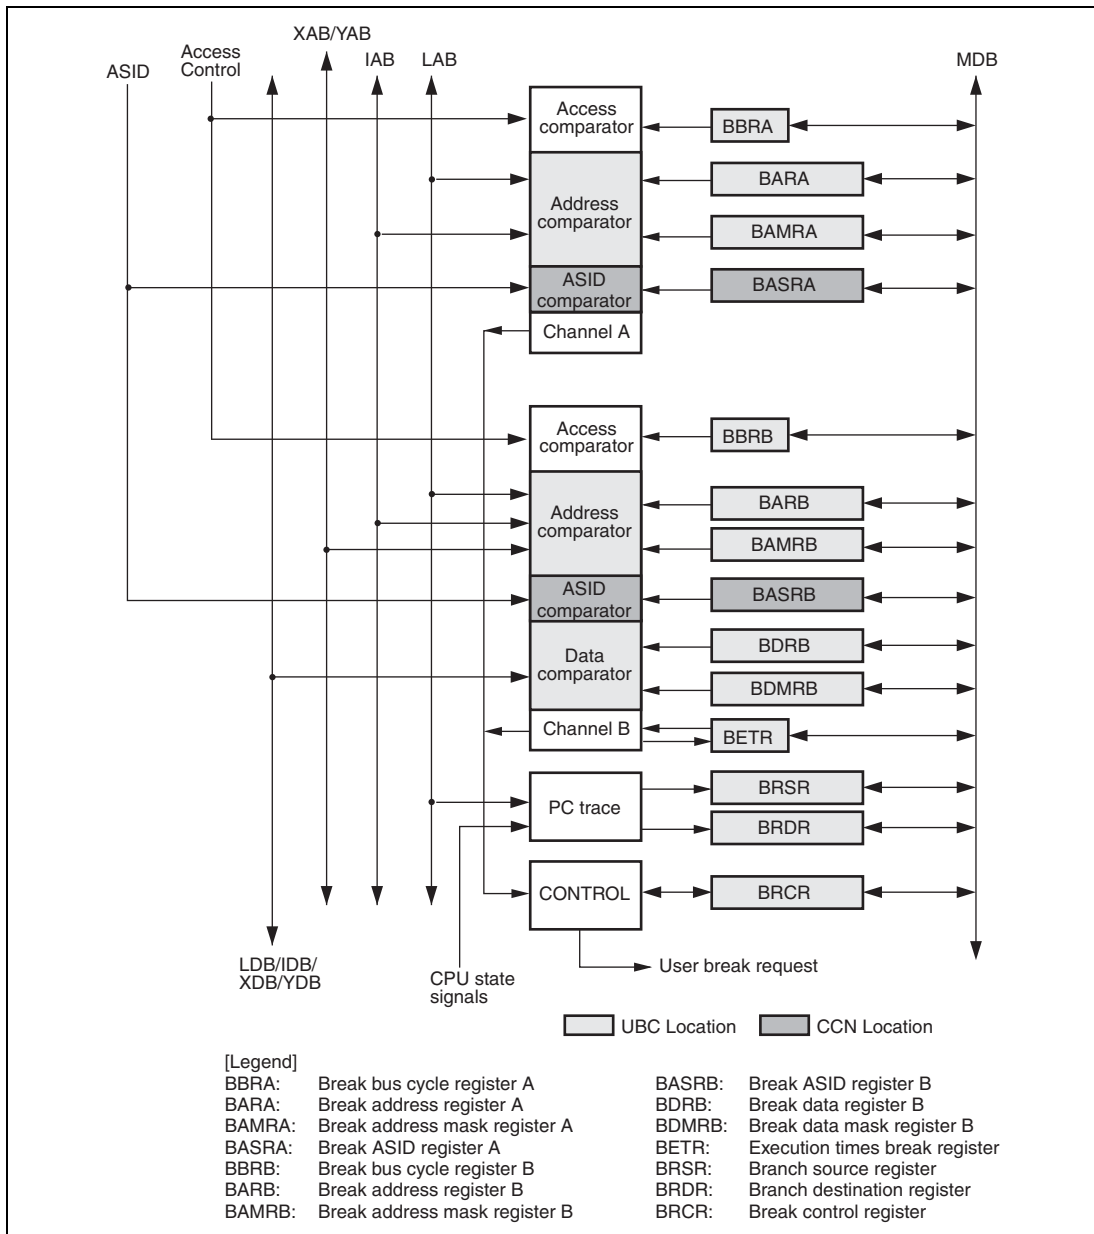 XAB/YAB
Access
Control
ASID
IAB
LAB
MDB
Access
comparator
BBRA
BARA
Address
comparator
BAMRA
ASID
comparator
BASRA
Channel A
Access
comparator
BBRB
BARB
Address
comparator
BAMRB
ASID
comparator
BASRB
BDRB
Data
comparator
BDMRB
Channel B
BETR
BRSR
PC trace
BRDR
CONTROL
BRCR
LDB/IDB/
XDB/YDB
CPU state
signals
User break request
UBC Location
CCN Location
[Legend]
BBRA: Break bus cycle register A
BARA: Break address register A
BAMRA: Break address mask register A
BASRA: Break ASID register A
BBRB: Break bus cycle register B
BARB: Break address register B
BAMRB: Break address mask register B
BASRB: Break ASID register B
BDRB: Break data register B
BDMRB: Break data mask register B
BETR: Execution times break register
BRSR: Branch source register
BRDR: Branch destination register
BRCR: Break control register